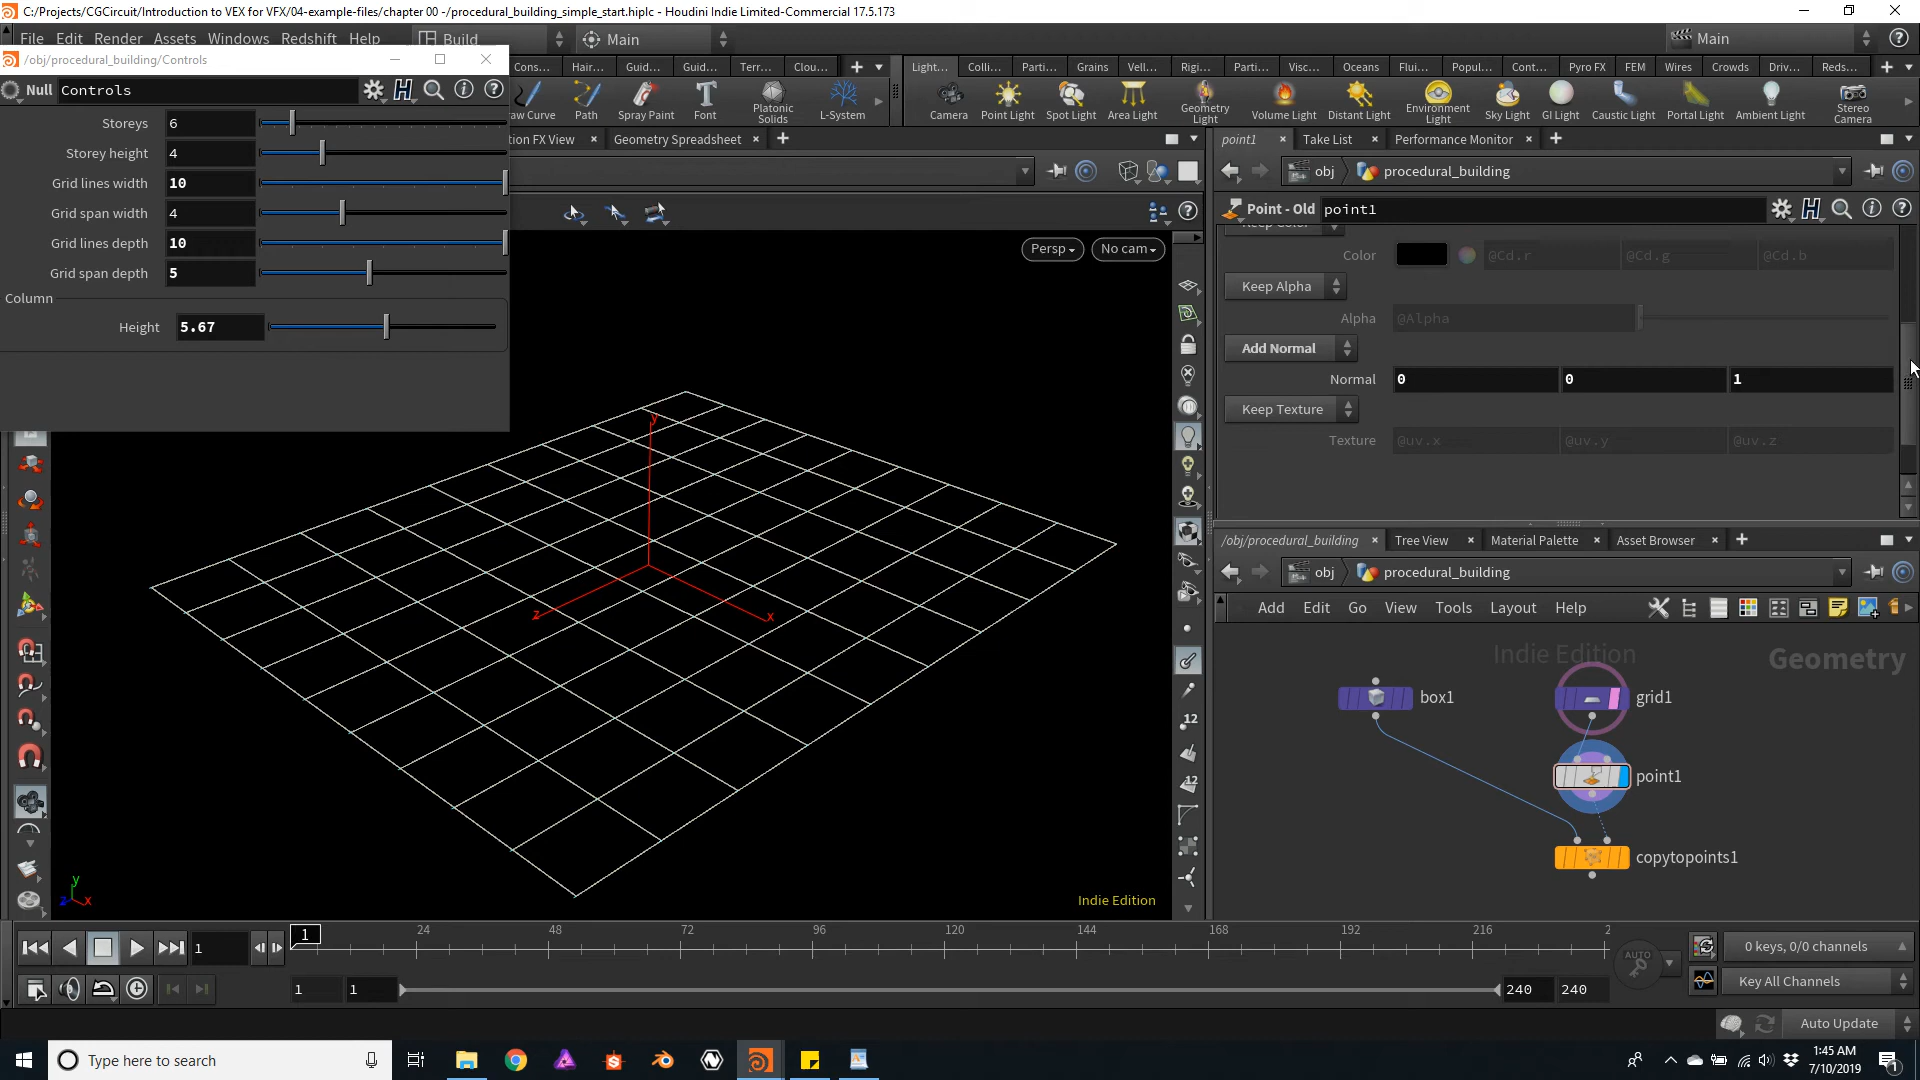 C:/Projects/CGCircuit/Introduction to VEX for VFX/04-example-files/chapter 00 -/procedural_building_simple_start.hiplc - Houdini Indie Limited-Commercial 17.5.173
File Edit Render Assets Windows Redshift Help Build Main Main
/obj/procedural_building/Controls
Null Controls
Storeys 6
Storey height 4
Grid lines width 10
Grid span width 4
Grid lines depth 10
Grid span depth 5
Column
Height 5.67
Cons... Hair... Guid... Guid... Terr... Clou... Light... Colli... Parti... Grains Vell... Rigi... Parti... Visc... Oceans Flui... Popul... Cont... Pyro FX FEM Wires Crowds Driv... Reds...
raw Curve Path Spray Paint Font Platonic Solids L-System Camera Point Light Spot Light Area Light Geometry Light Volume Light Distant Light Environment Light Sky Light GI Light Caustic Light Portal Light Ambient Light Stereo Camera
tion FX View Geometry Spreadsheet
point1 Take List Performance Monitor
obj procedural_building
Point - Old point1
Keep Color
Color @Cd.r @Cd.g @Cd.b
Keep Alpha
Alpha @Alpha
Add Normal
Normal 0 0 1
Keep Texture
Texture @uv.x @uv.y @uv.z
Persp No cam
y
z
x
y
z x
12
12
Indie Edition
/obj/procedural_building Tree View Material Palette Asset Browser
obj procedural_building
Add Edit Go View Tools Layout Help
Indie Edition
Geometry
box1
grid1
point1
copytopoints1
1
1 24 48 72 96 120 144 168 192 216 2
AUTO
0 keys, 0/0 channels
1 1 240 240
Key All Channels
Auto Update
Type here to search
1:45 AM
7/10/2019
1